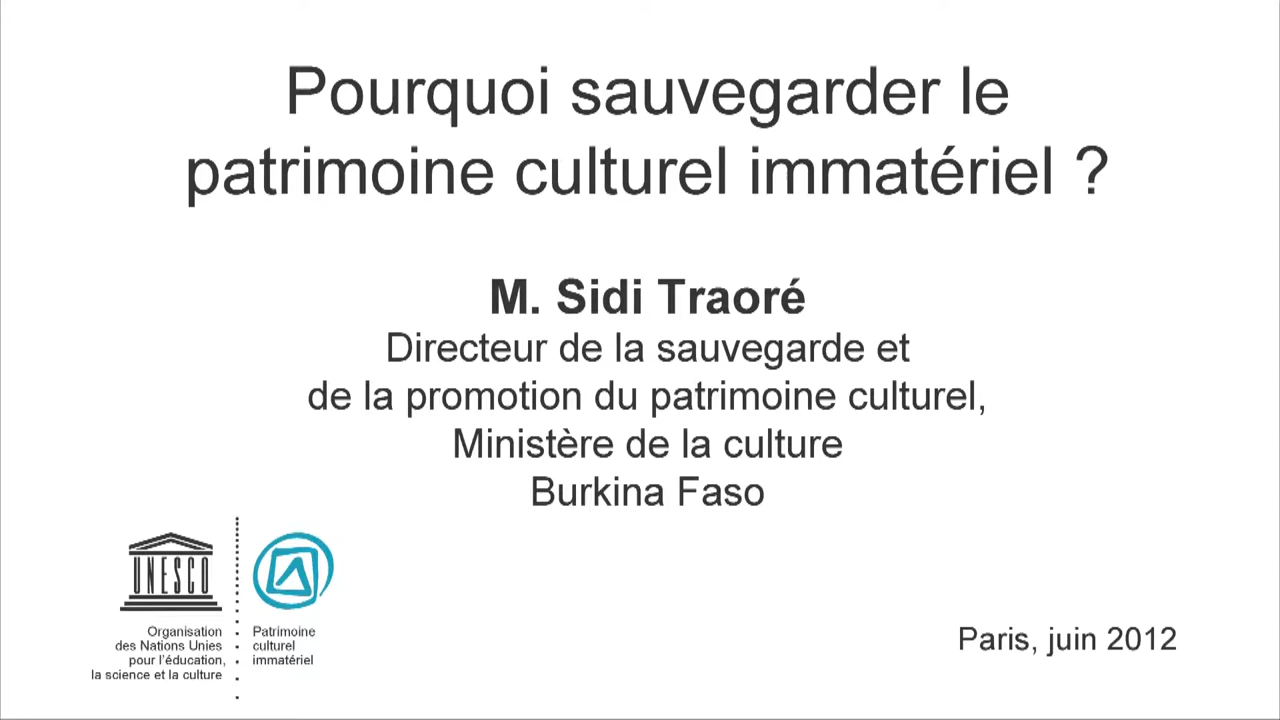 Pourquoi sauvegarder le
patrimoine culturel immatériel ?
M. Sidi Traoré
Directeur de la sauvegarde et
de la promotion du patrimoine culturel,
Ministère de la culture
Burkina Faso
UNESCO
Organisation
des Nations Unies
pour l'éducation,
la science et la culture
Patrimoine
culturel
immatériel
Paris, juin 2012